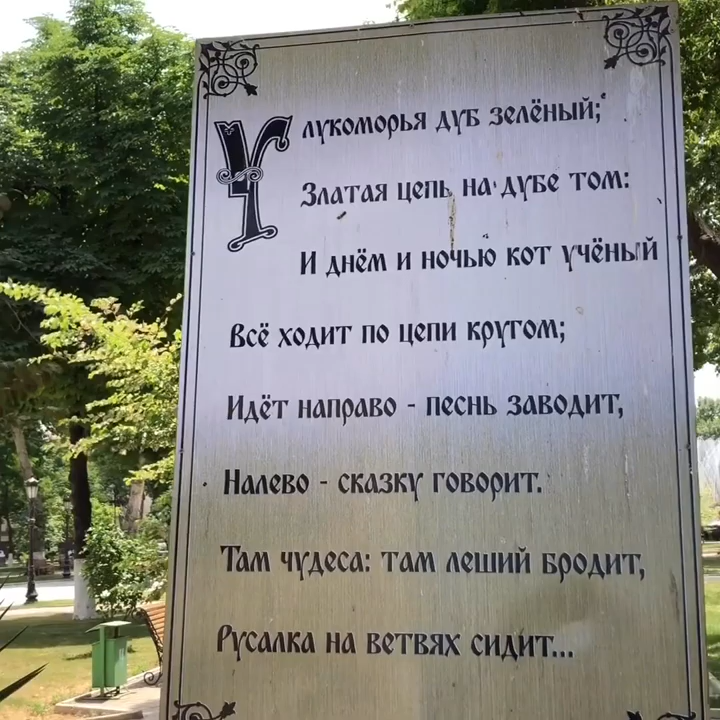 У лукоморья дуб зелёный;
Златая цепь на дубе том:
И днём и ночью кот учёный
Всё ходит по цепи кругом;
Идёт направо - песнь заводит,
Налево - сказку говорит.
Там чудеса: там леший бродит,
Русалка на ветвях сидит...